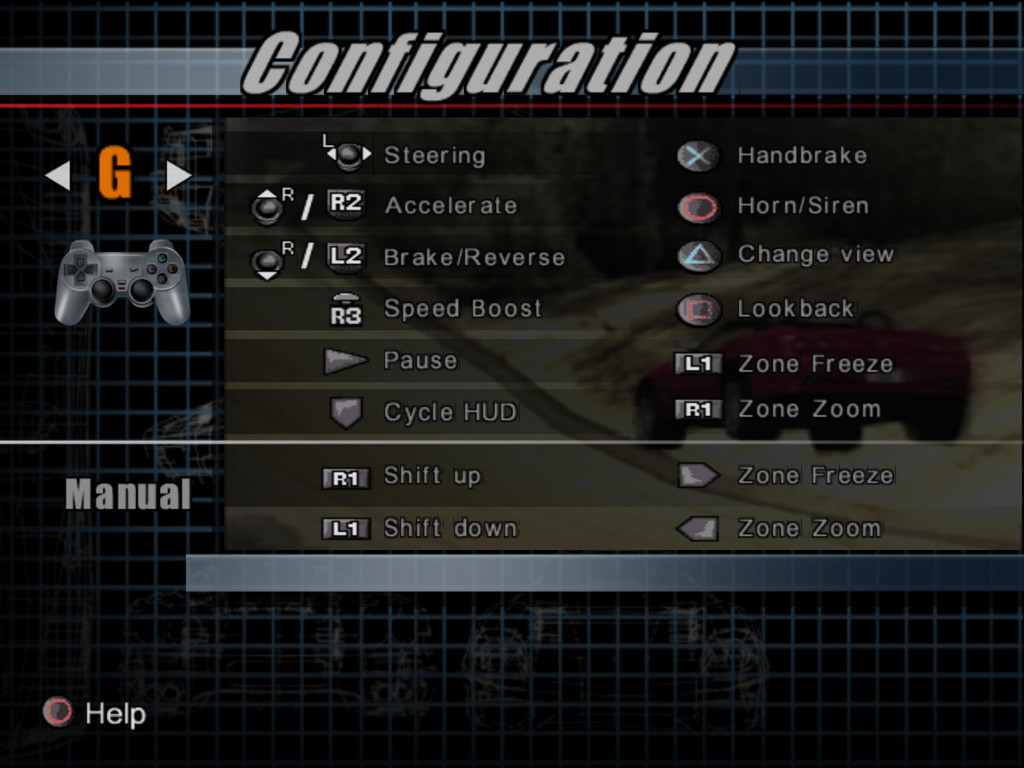 Configuration
G
L Steering
Handbrake
R / R2 Accelerate
Horn/Siren
R / L2 Brake/Reverse
Change view
R3 Speed Boost
Lookback
Pause
L1 Zone Freeze
Cycle HUD
R1 Zone Zoom
Manual
R1 Shift up
Zone Freeze
L1 Shift down
Zone Zoom
Help